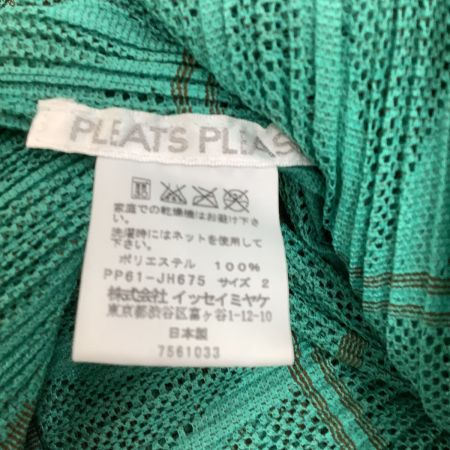 PLEATS PLEAS
家庭での乾燥機はお避け下さ
い。
洗濯時にはネットを使用して
下さい。
ポリエステル 100%
PP61-JH675 サイズ 2
株式会社 イッセイミヤケ
東京都渋谷区富ヶ谷1-12-10
日本製
7561033